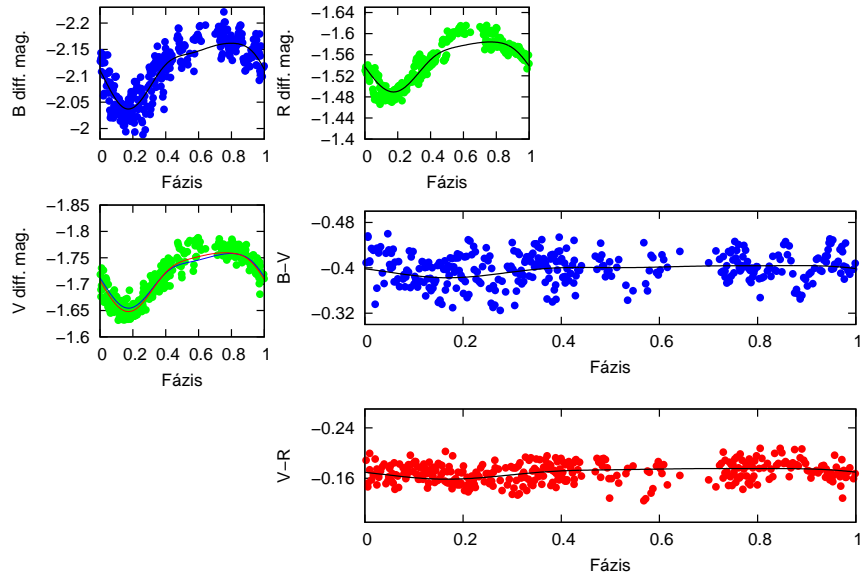 B diff. mag.
−2.2
−2.15
−2.1
−2.05
−2
0 0.2 0.4 0.6 0.8 1
Fázis
R diff. mag.
−1.64
−1.6
−1.56
−1.52
−1.48
−1.44
−1.4
0 0.2 0.4 0.6 0.8 1
Fázis
V diff. mag.
−1.85
−1.8
−1.75
−1.7
−1.65
−1.6
0 0.2 0.4 0.6 0.8 1
Fázis
B−V
−0.48
−0.4
−0.32
0 0.2 0.4 0.6 0.8 1
Fázis
V−R
−0.24
−0.16
0 0.2 0.4 0.6 0.8 1
Fázis